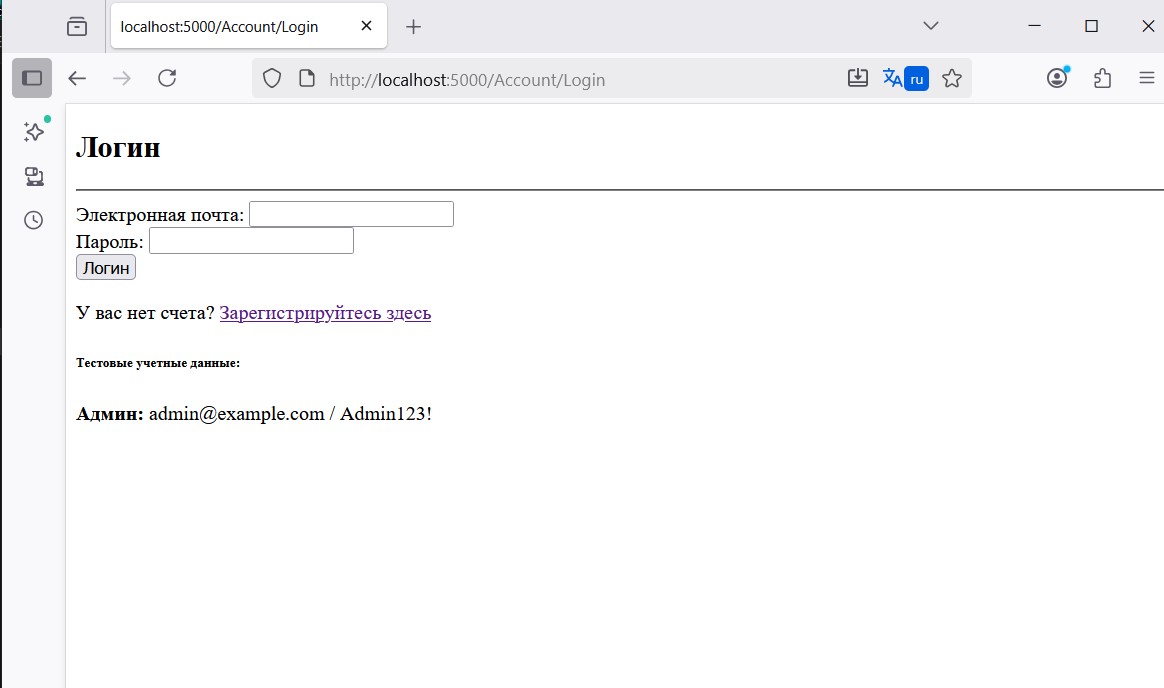 localhost:5000/Account/Login
http://localhost:5000/Account/Login
ru
Логин
Электронная почта:
Пароль:
Логин
У вас нет счета? Зарегистрируйтесь здесь
Тестовые учетные данные:
Админ: admin@example.com / Admin123!